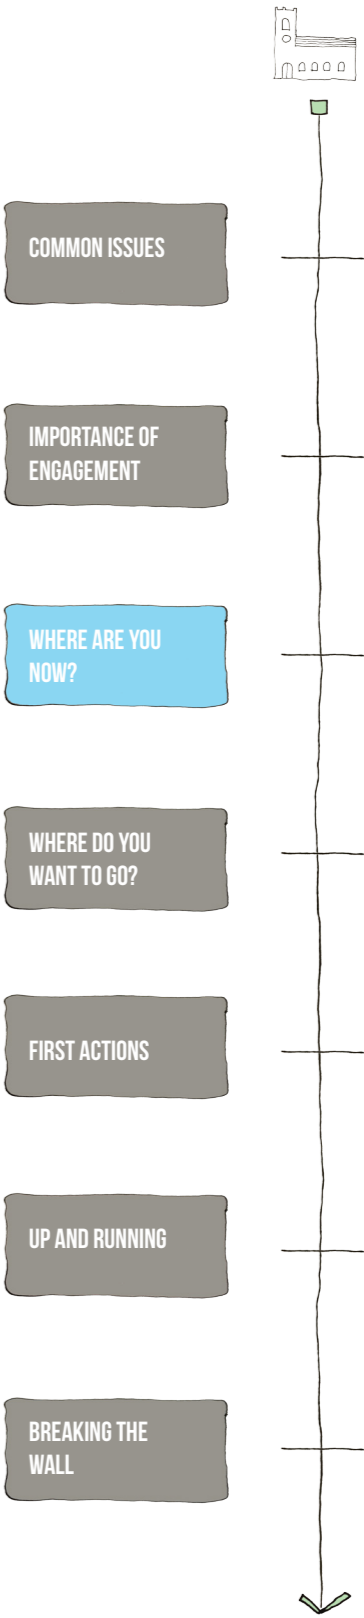 COMMON ISSUES
IMPORTANCE OF
ENGAGEMENT
WHERE ARE YOU
NOW?
WHERE DO YOU
WANT TO GO?
FIRST ACTIONS
UP AND RUNNING
BREAKING THE
WALL